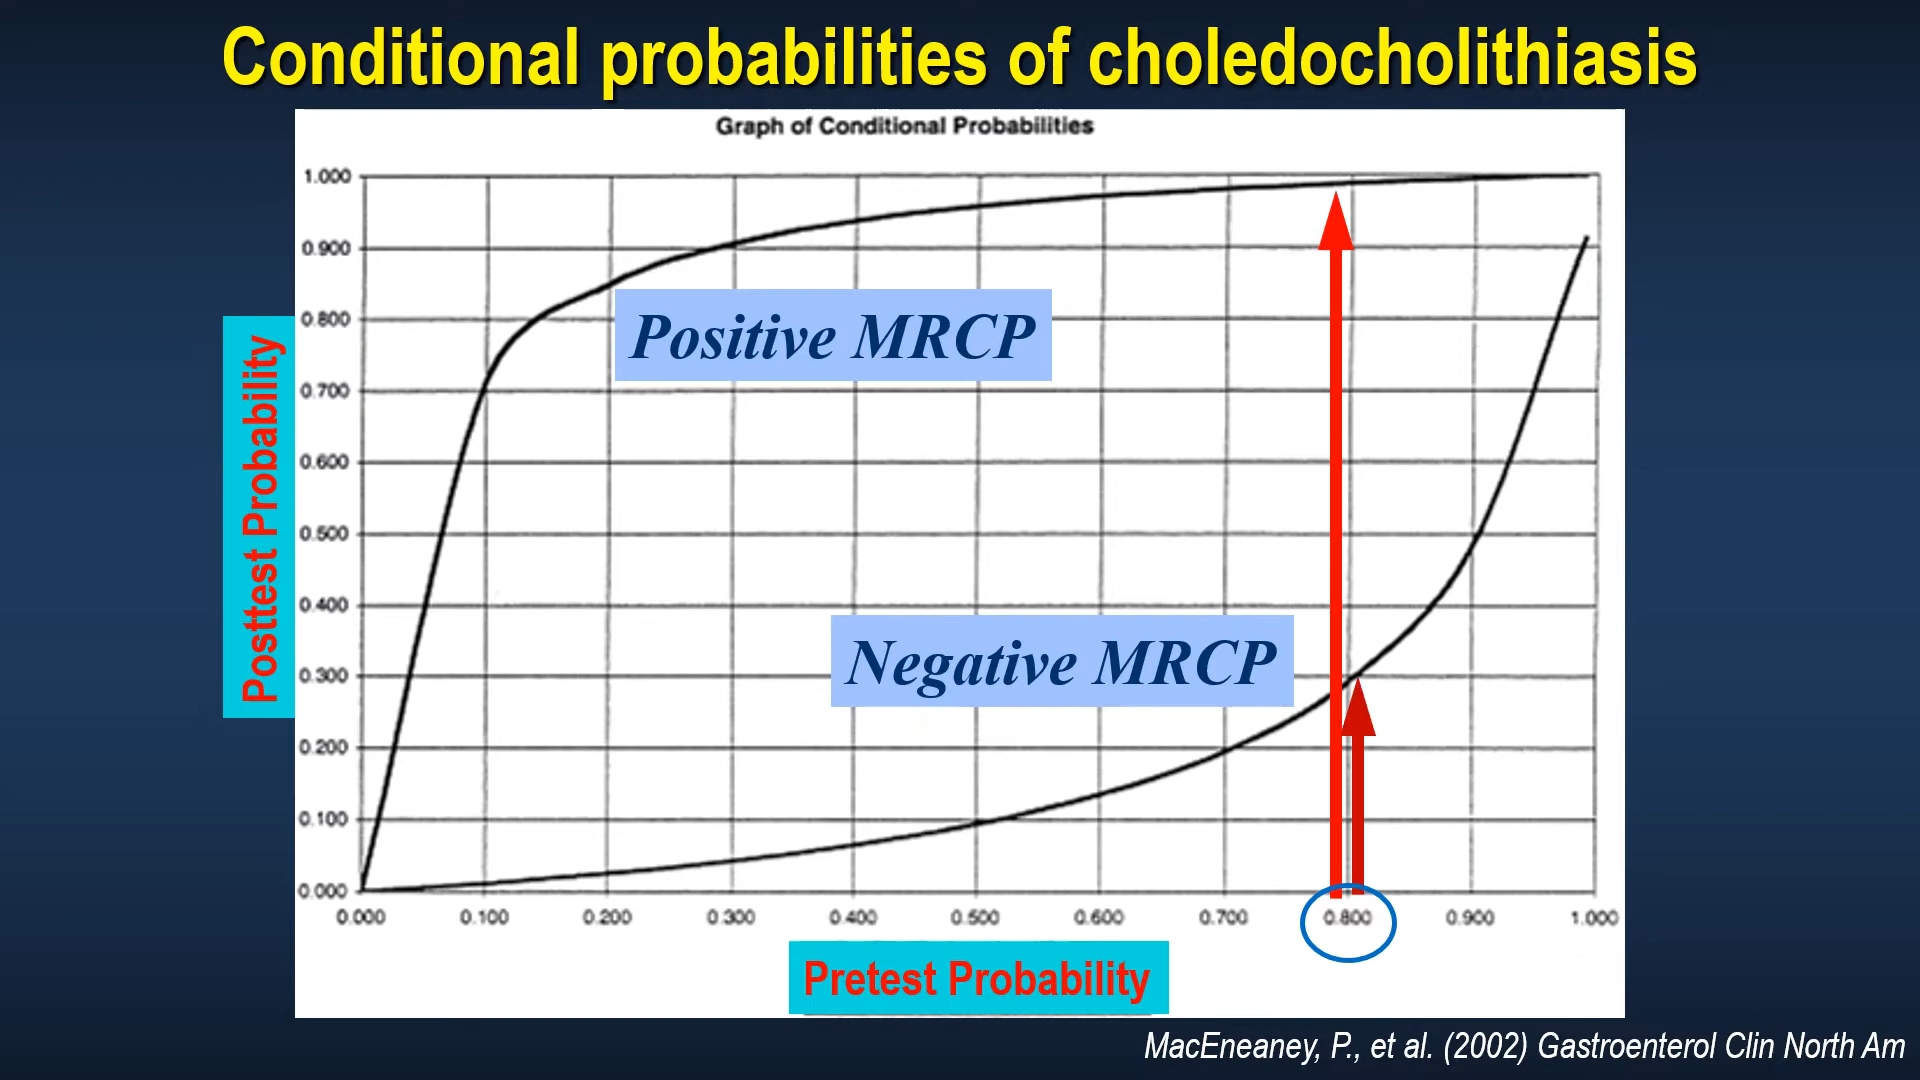 Conditional probabilities of choledocholithiasis
Graph of Conditional Probabilities
1.000
0.900
0.800
0.700
0.600
0.500
0.400
0.300
0.200
0.100
0.000
Posttest Probability
Positive MRCP
Negative MRCP
0.000 0.100 0.200 0.300 0.400 0.500 0.600 0.700 0.800 0.900 1.000
Pretest Probability
MacEneaney, P., et al. (2002) Gastroenterol Clin North Am